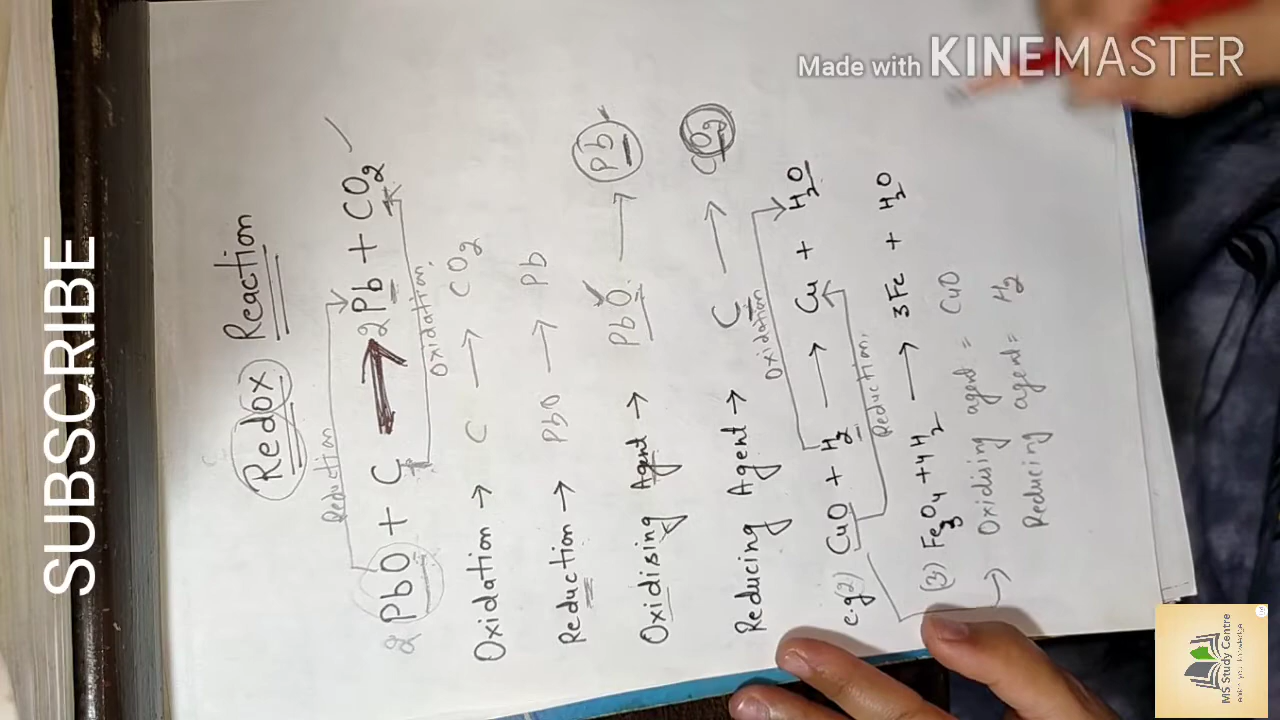 Made with KINEMASTER
SUBSCRIBE
Redox Reaction
Reduction
2 PbO + C → 2Pb + CO2
Oxidation.
Oxidation → C → CO2
Reduction → PbO → Pb
Oxidising Agent → PbO → Pb
Reducing Agent → C → CO2
Oxidation
e.g(2) CuO + H2 → Cu + H2O
Reduction.
(3) Fe3O4 + 4H2 → 3Fe + H2O
Oxidising agent = CuO
Reducing agent = H2
MS Study Centre